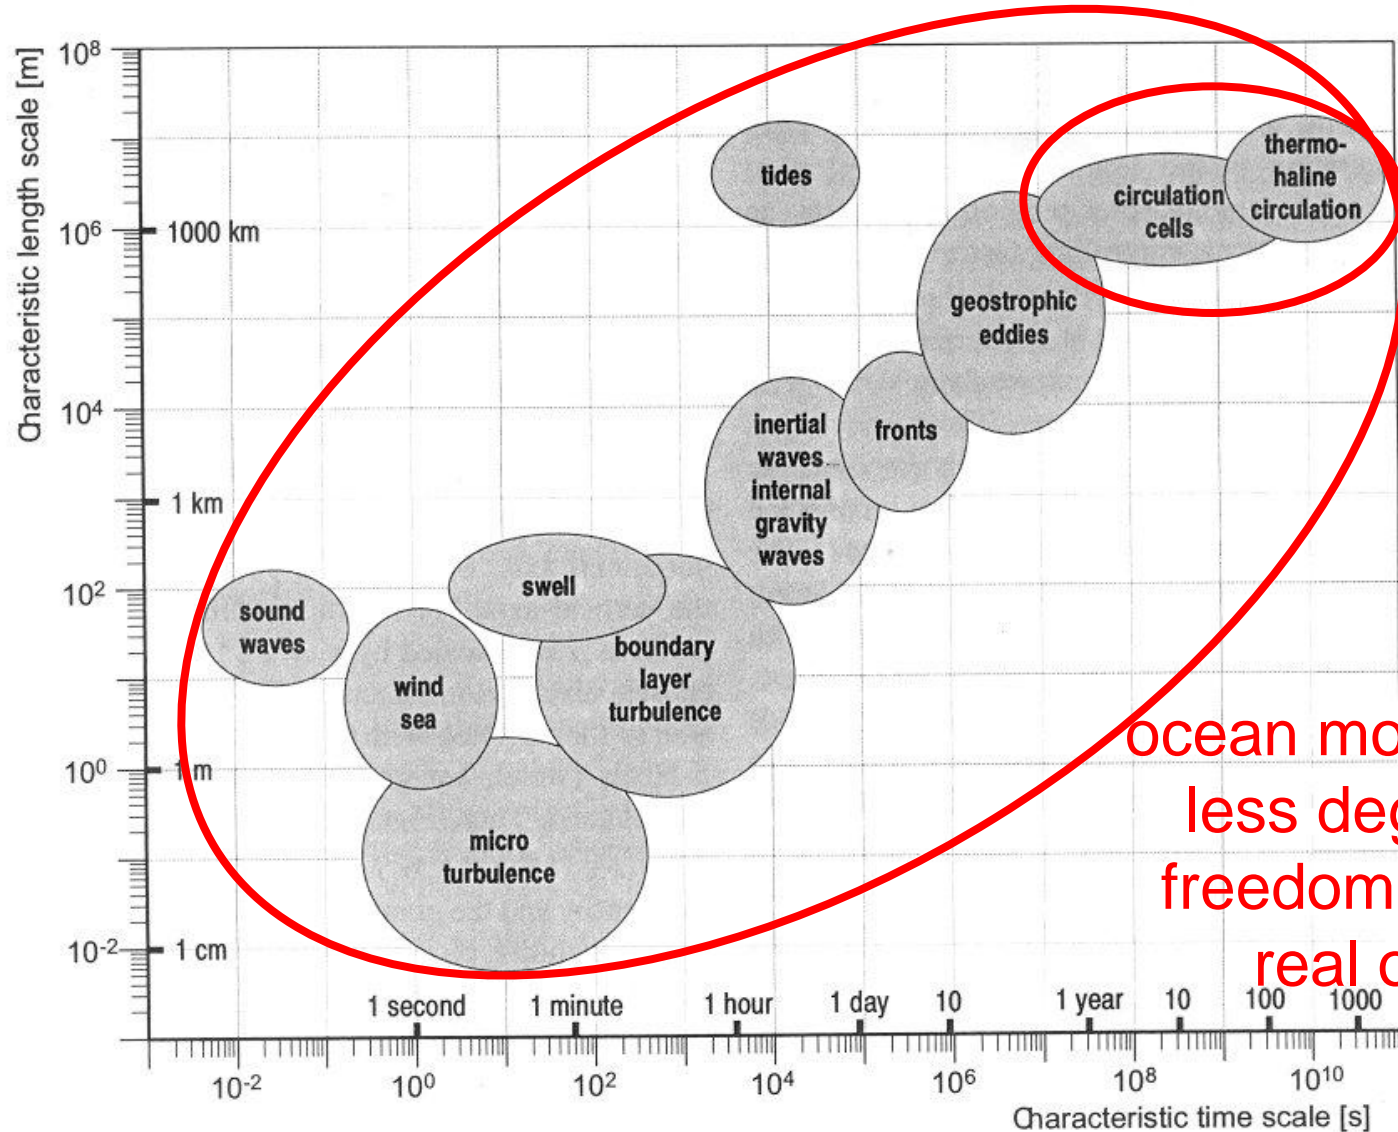 Characteristic length scale [m]
10⁸
10⁶
10⁴
10²
10⁰
10⁻²
1000 km
1 km
1 m
1 cm
tides
thermo-
haline
circulation
circulation
cells
geostrophic
eddies
inertial
waves
internal
gravity
waves
fronts
swell
sound
waves
boundary
layer
turbulence
wind
sea
micro
turbulence
ocean
less
freedom
real
1 second
1 minute
1 hour
1 day
10
1 year
10
100
1000
10⁻²
10⁰
10²
10⁴
10⁶
10⁸
10¹⁰
Characteristic time scale [s]